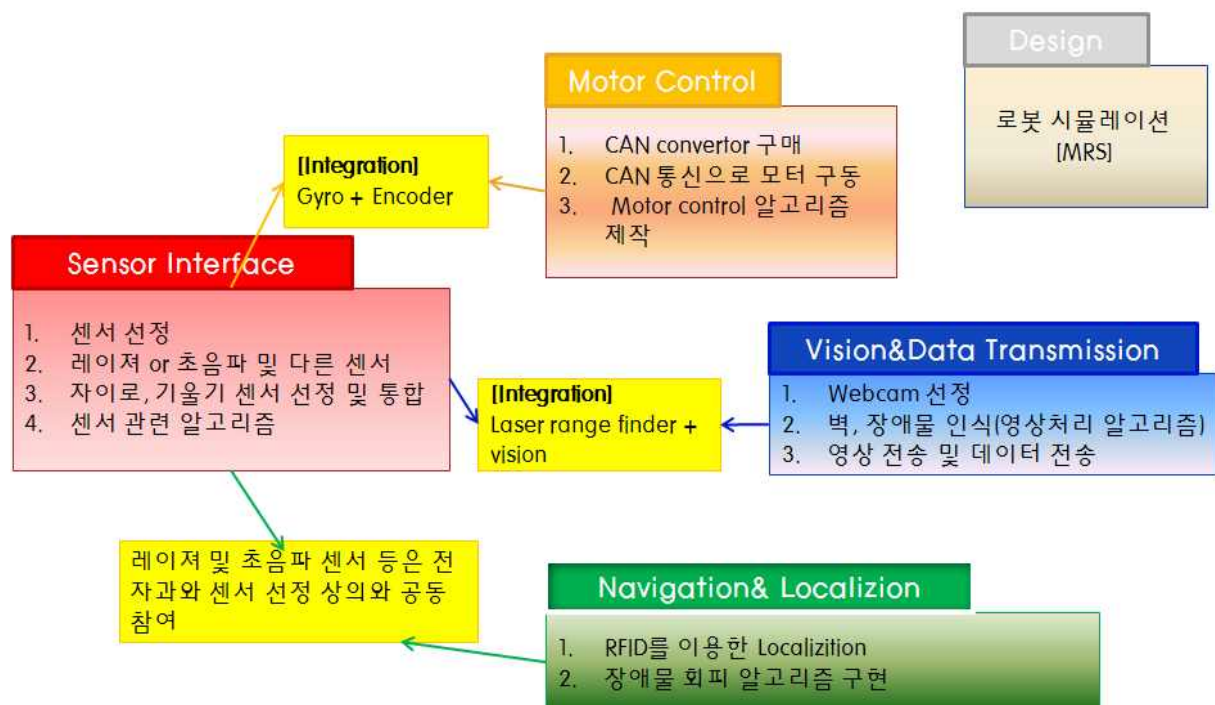 Design
로봇 시뮬레이션
[MRS]
Motor Control
1. CAN convertor 구매
2. CAN 통신으로 모터 구동
3. Motor control 알고리즘
제작
[Integration]
Gyro + Encoder
Sensor Interface
1. 센서 선정
2. 레이져 or 초음파 및 다른 센서
3. 자이로, 기울기 센서 선정 및 통합
4. 센서 관련 알고리즘
[Integration]
Laser range finder +
vision
Vision&Data Transmission
1. Webcam 선정
2. 벽, 장애물 인식(영상처리 알고리즘)
3. 영상 전송 및 데이터 전송
레이져 및 초음파 센서 등은 전
자과와 센서 선정 상의와 공동
참여
Navigation& Localizion
1. RFID를 이용한 Localizition
2. 장애물 회피 알고리즘 구현